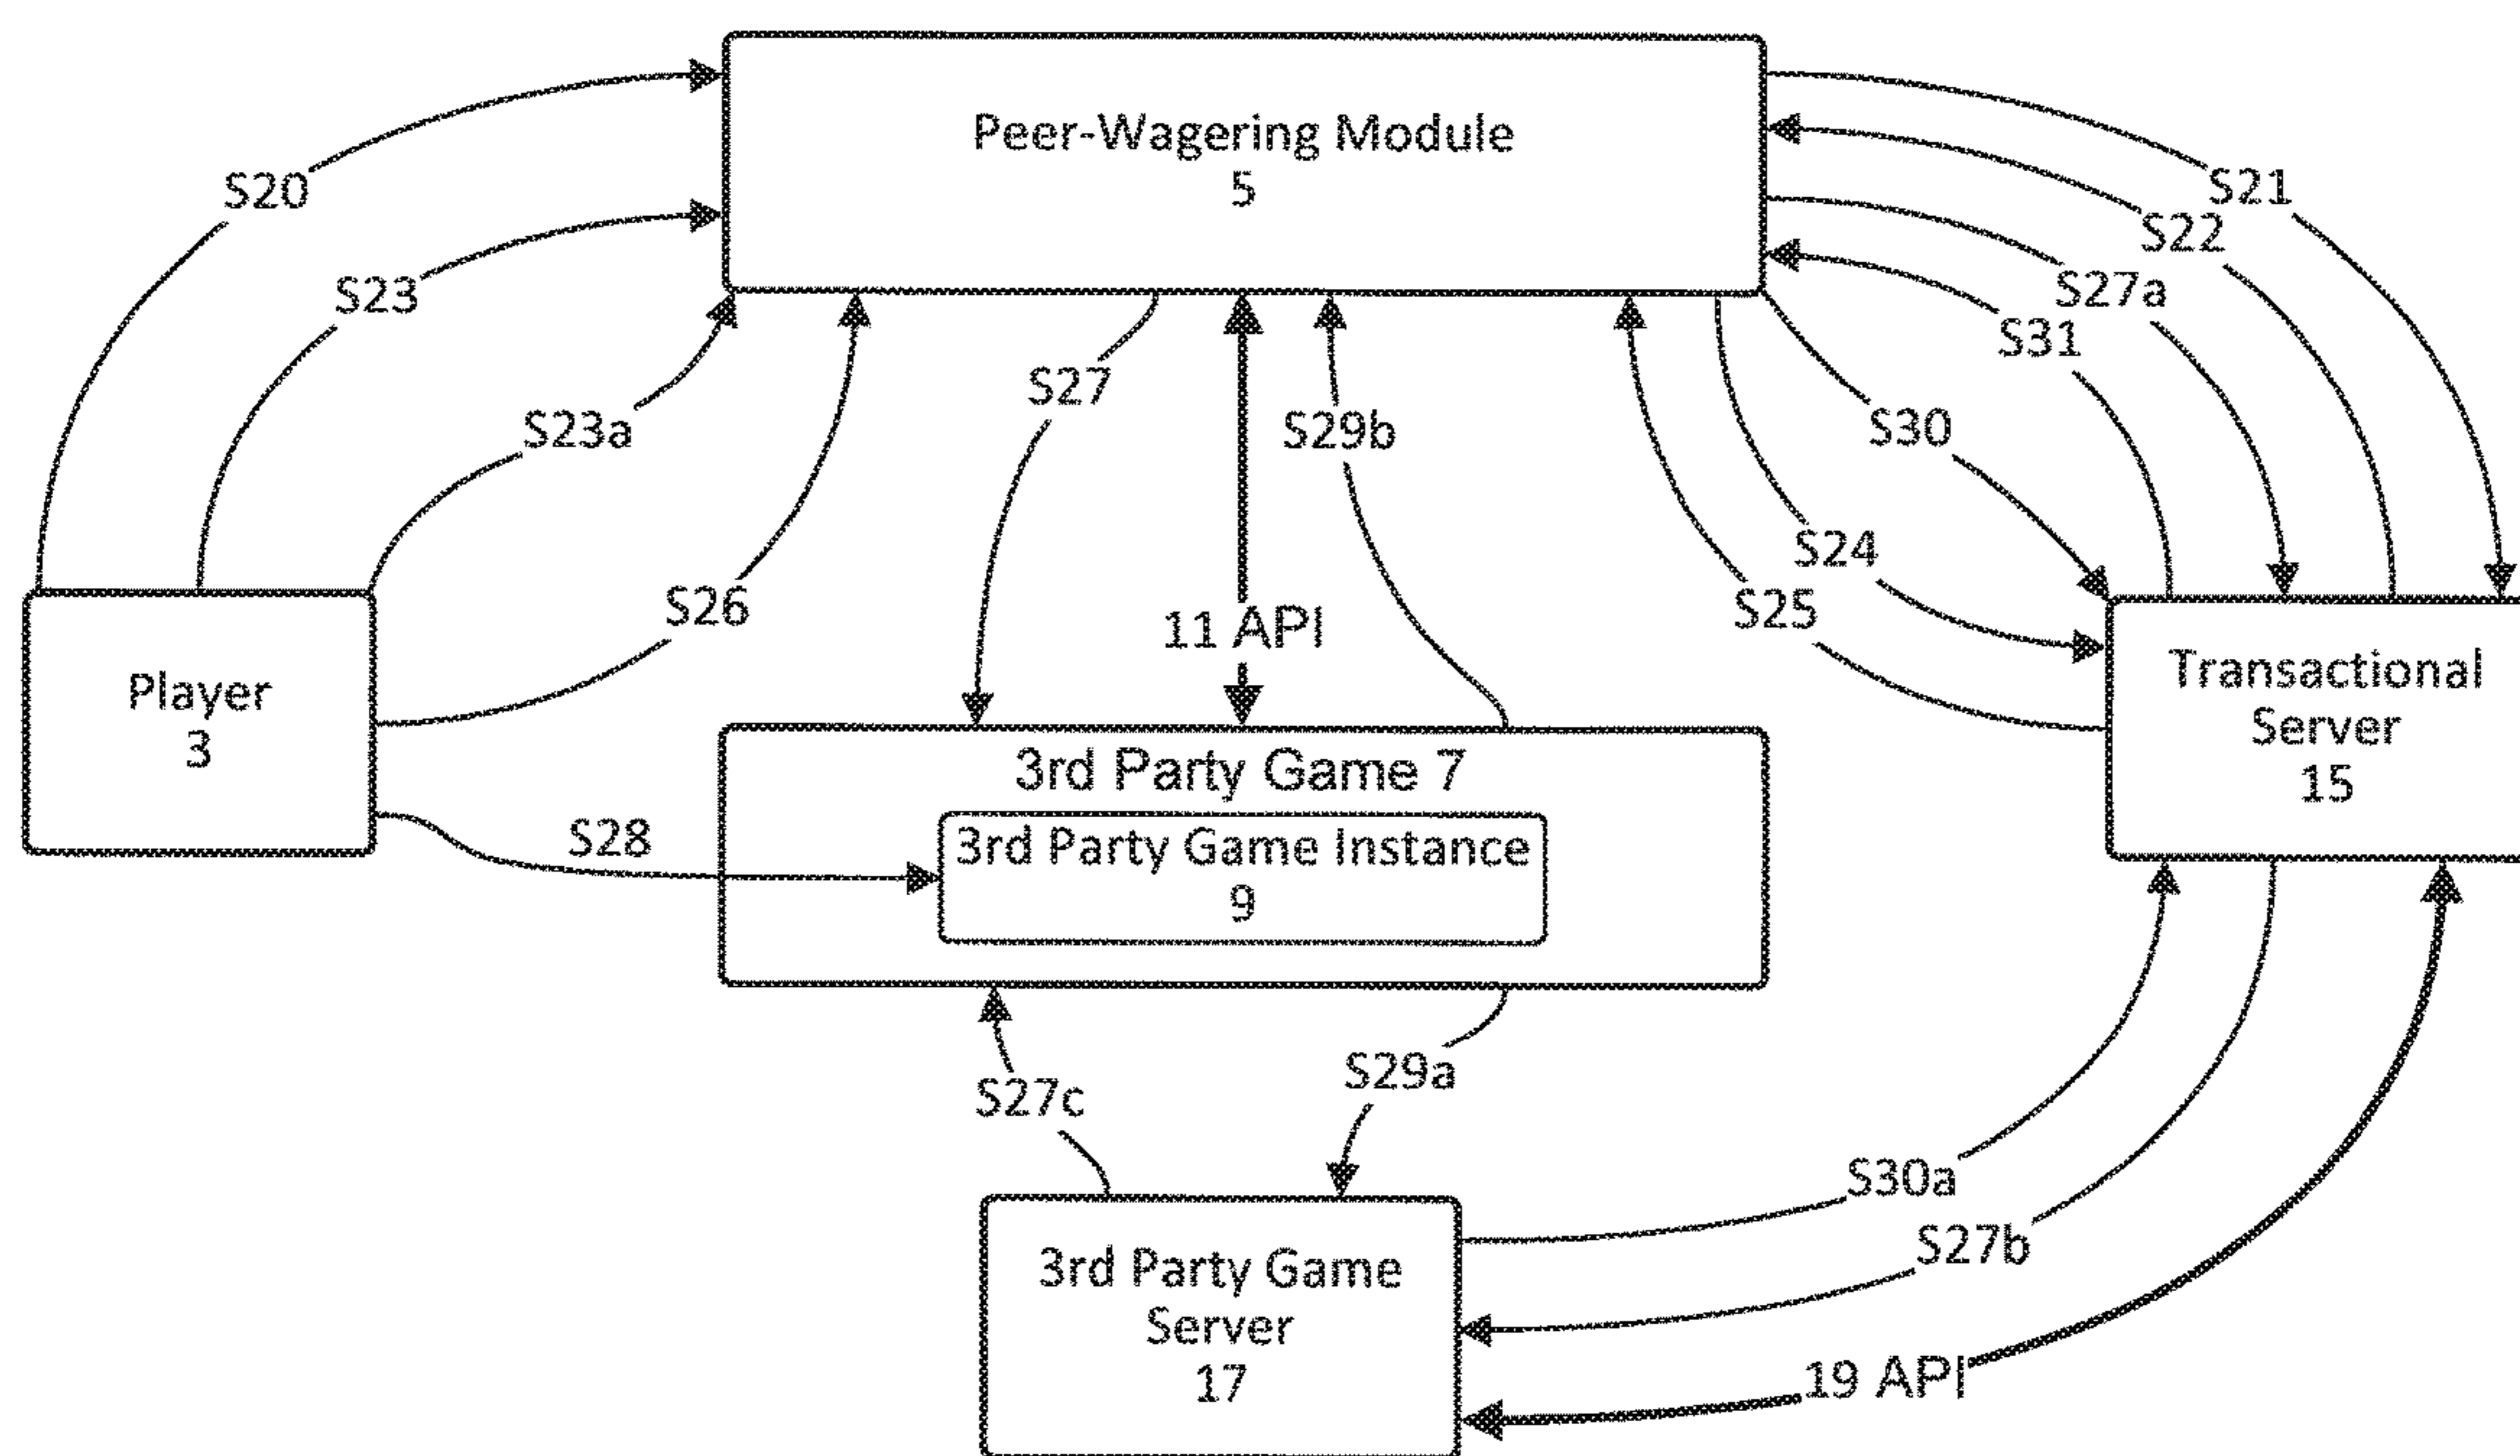 Peer-Wagering Module
5
S20
S21
S22
S23
S27a
S31
S27
S23a
S29b
S30
S24
S26
S25
11 API
Player
3
Transactional
Server
15
3rd Party Game 7
S28
3rd Party Game Instance
9
S27c
S29a
S30a
S27b
3rd Party Game
Server
17
19 API